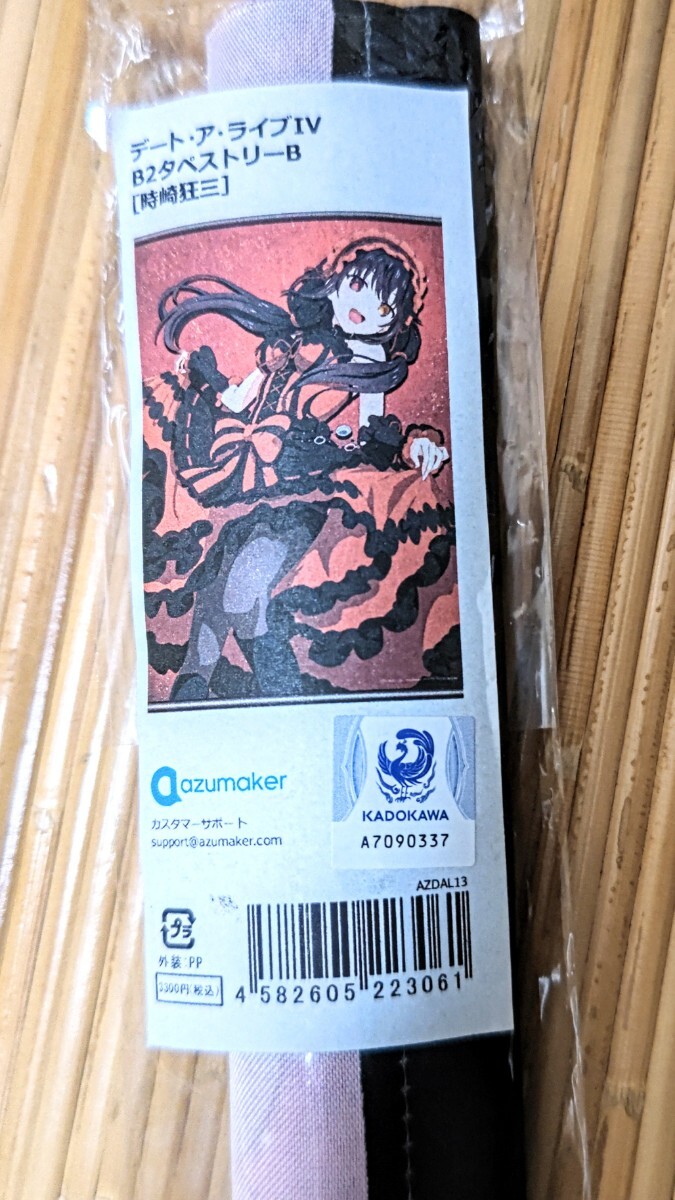 デート・ア・ライブIV
B2タペストリーB
[時崎狂三]
azumaker
カスタマーサポート
support@azumaker.com
KADOKAWA
A7090337
AZDAL13
プラ
外装:PP
3300円(税込)
4 582605 223061